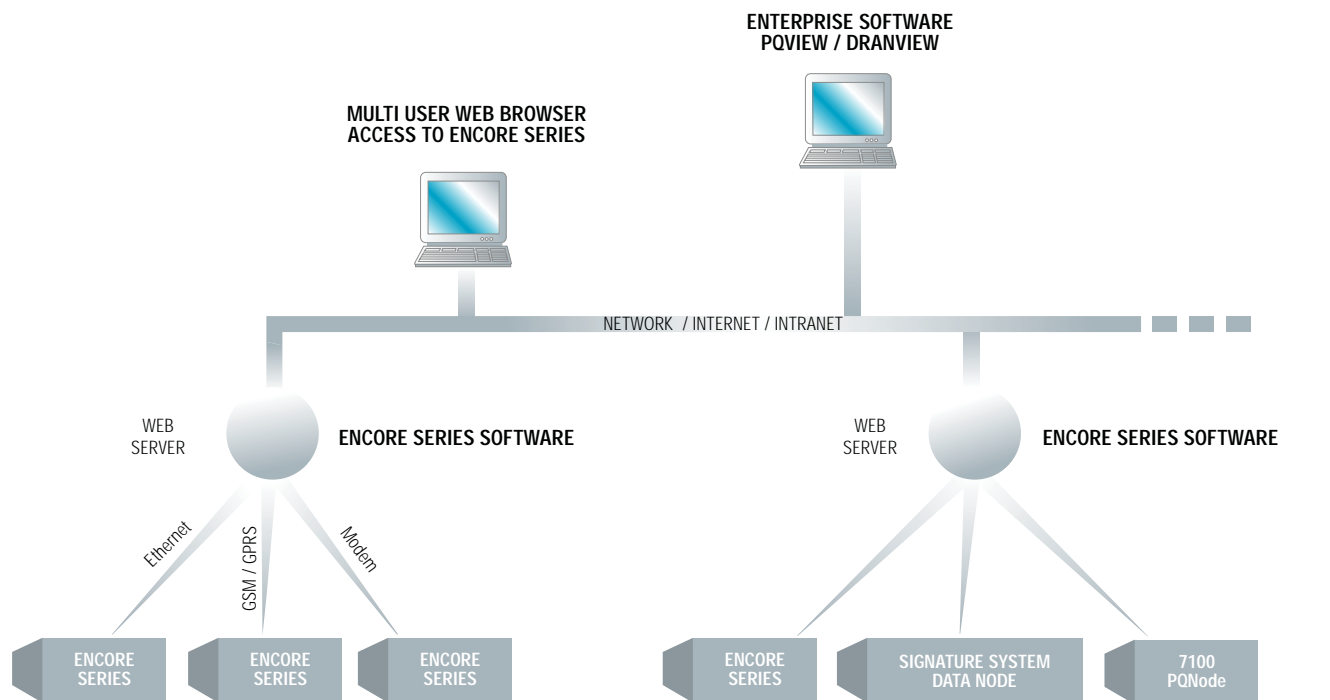 ENTERPRISE SOFTWARE
PQVIEW / DRANVIEW
MULTI USER WEB BROWSER
ACCESS TO ENCORE SERIES
NETWORK / INTERNET / INTRANET
WEB
SERVER
ENCORE SERIES SOFTWARE
WEB
SERVER
ENCORE SERIES SOFTWARE
Ethernet
GSM / GPRS
Modem
ENCORE
SERIES
ENCORE
SERIES
ENCORE
SERIES
ENCORE
SERIES
SIGNATURE SYSTEM
DATA NODE
7100
PQNode